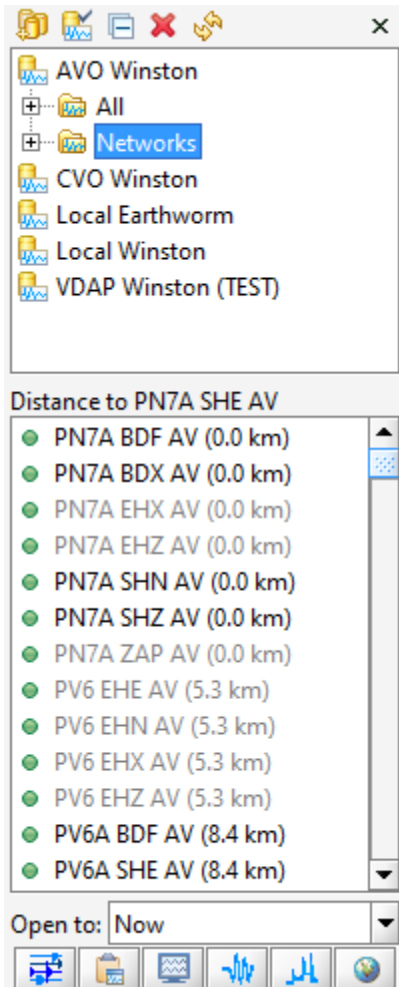 AVO Winston
All
Networks
CVO Winston
Local Earthworm
Local Winston
VDAP Winston (TEST)
Distance to PN7A SHE AV
PN7A BDF AV (0.0 km)
PN7A BDX AV (0.0 km)
PN7A EHX AV (0.0 km)
PN7A EHZ AV (0.0 km)
PN7A SHN AV (0.0 km)
PN7A SHZ AV (0.0 km)
PN7A ZAP AV (0.0 km)
PV6 EHE AV (5.3 km)
PV6 EHN AV (5.3 km)
PV6 EHX AV (5.3 km)
PV6 EHZ AV (5.3 km)
PV6A BDF AV (8.4 km)
PV6A SHE AV (8.4 km)
Open to: Now